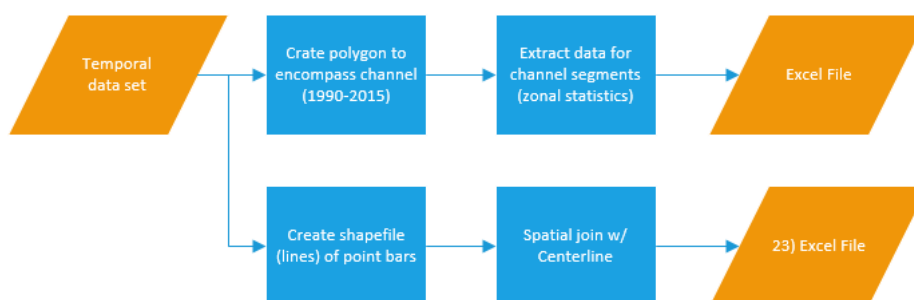 Temporal
data set
Crate polygon to
encompass channel
(1990-2015)
Extract data for
channel segments
(zonal statistics)
Excel File
Create shapefile
(lines) of point bars
Spatial join w/
Centerline
23) Excel File